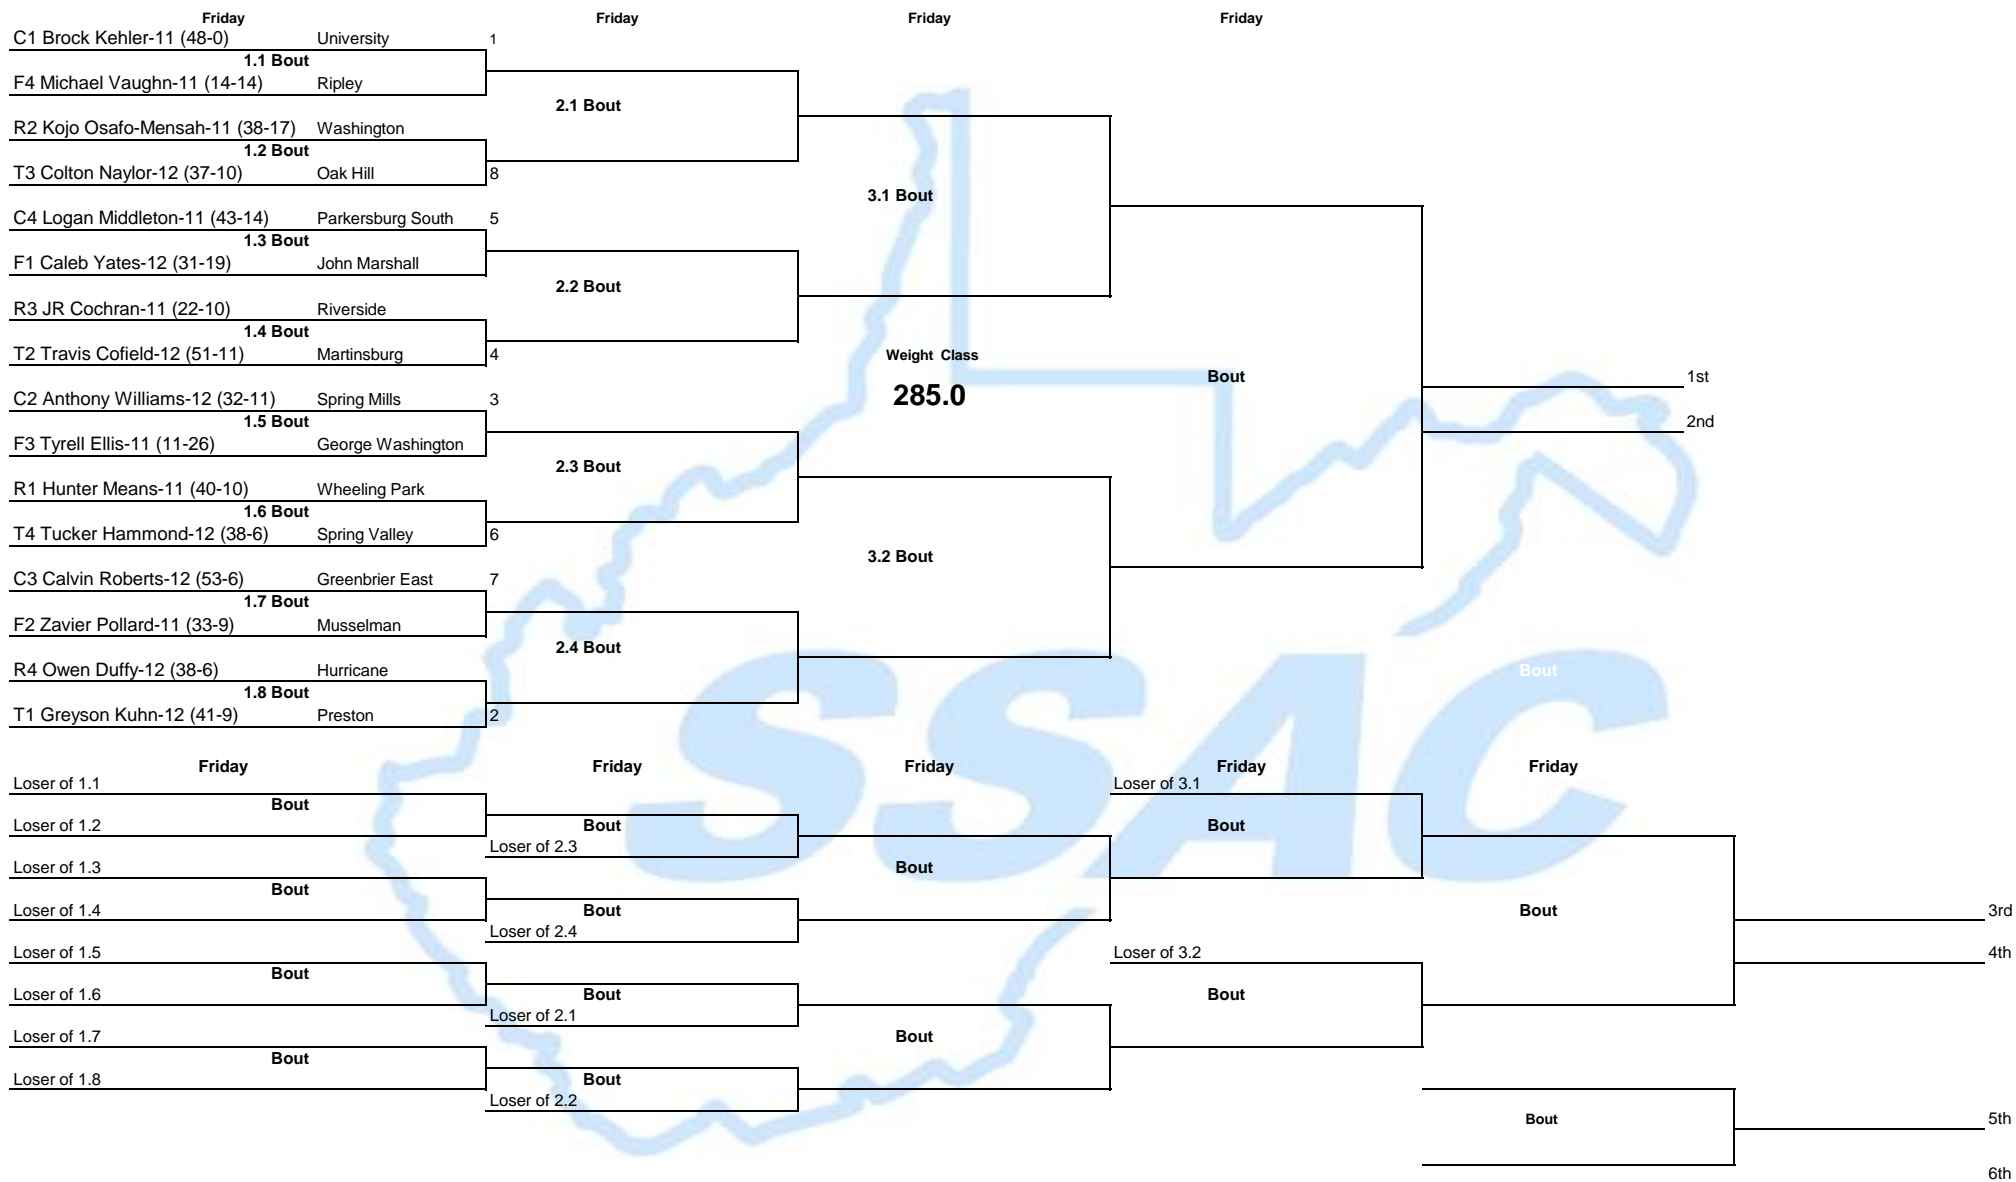 Friday Friday Friday Friday
C1 Brock Kehler-11 (48-0) University 1
1.1 Bout
F4 Michael Vaughn-11 (14-14) Ripley
2.1 Bout
R2 Kojo Osafo-Mensah-11 (38-17) Washington
1.2 Bout
T3 Colton Naylor-12 (37-10) Oak Hill 8
3.1 Bout
C4 Logan Middleton-11 (43-14) Parkersburg South 5
1.3 Bout
F1 Caleb Yates-12 (31-19) John Marshall
2.2 Bout
R3 JR Cochran-11 (22-10) Riverside
1.4 Bout
T2 Travis Cofield-12 (51-11) Martinsburg 4
Weight Class
Bout 1st
285.0
C2 Anthony Williams-12 (32-11) Spring Mills 3
1.5 Bout 2nd
F3 Tyrell Ellis-11 (11-26) George Washington
2.3 Bout
R1 Hunter Means-11 (40-10) Wheeling Park
1.6 Bout
T4 Tucker Hammond-12 (38-6) Spring Valley 6
3.2 Bout
C3 Calvin Roberts-12 (53-6) Greenbrier East 7
1.7 Bout
F2 Zavier Pollard-11 (33-9) Musselman
2.4 Bout
R4 Owen Duffy-12 (38-6) Hurricane Bout
1.8 Bout
T1 Greyson Kuhn-12 (41-9) Preston 2
SSAC
Friday Friday Friday Friday Friday
Loser of 1.1 Loser of 3.1
Bout
Loser of 1.2 Bout Bout
Loser of 2.3
Loser of 1.3 Bout
Bout
Loser of 1.4 Bout Bout 3rd
Loser of 2.4
Loser of 1.5 Loser of 3.2 4th
Bout
Loser of 1.6 Bout Bout
Loser of 2.1
Loser of 1.7 Bout
Bout
Loser of 1.8 Bout
Loser of 2.2
Bout 5th
6th